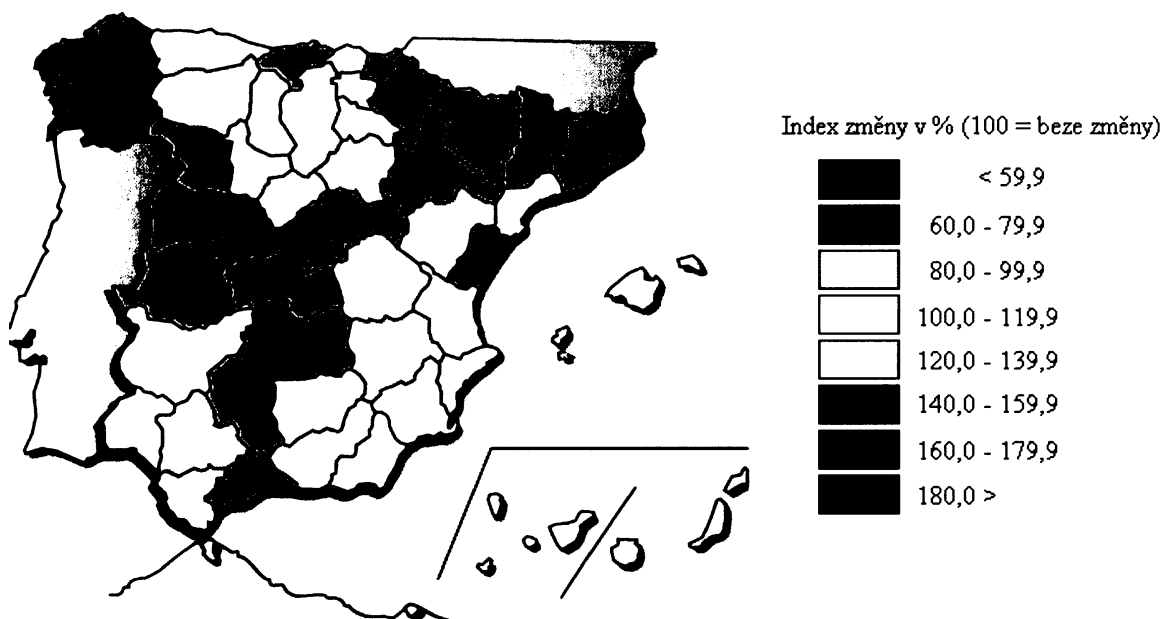 Index změny v % (100 = beze změny)
< 59,9
60,0 - 79,9
80,0 - 99,9
100,0 - 119,9
120,0 - 139,9
140,0 - 159,9
160,0 - 179,9
180,0 >